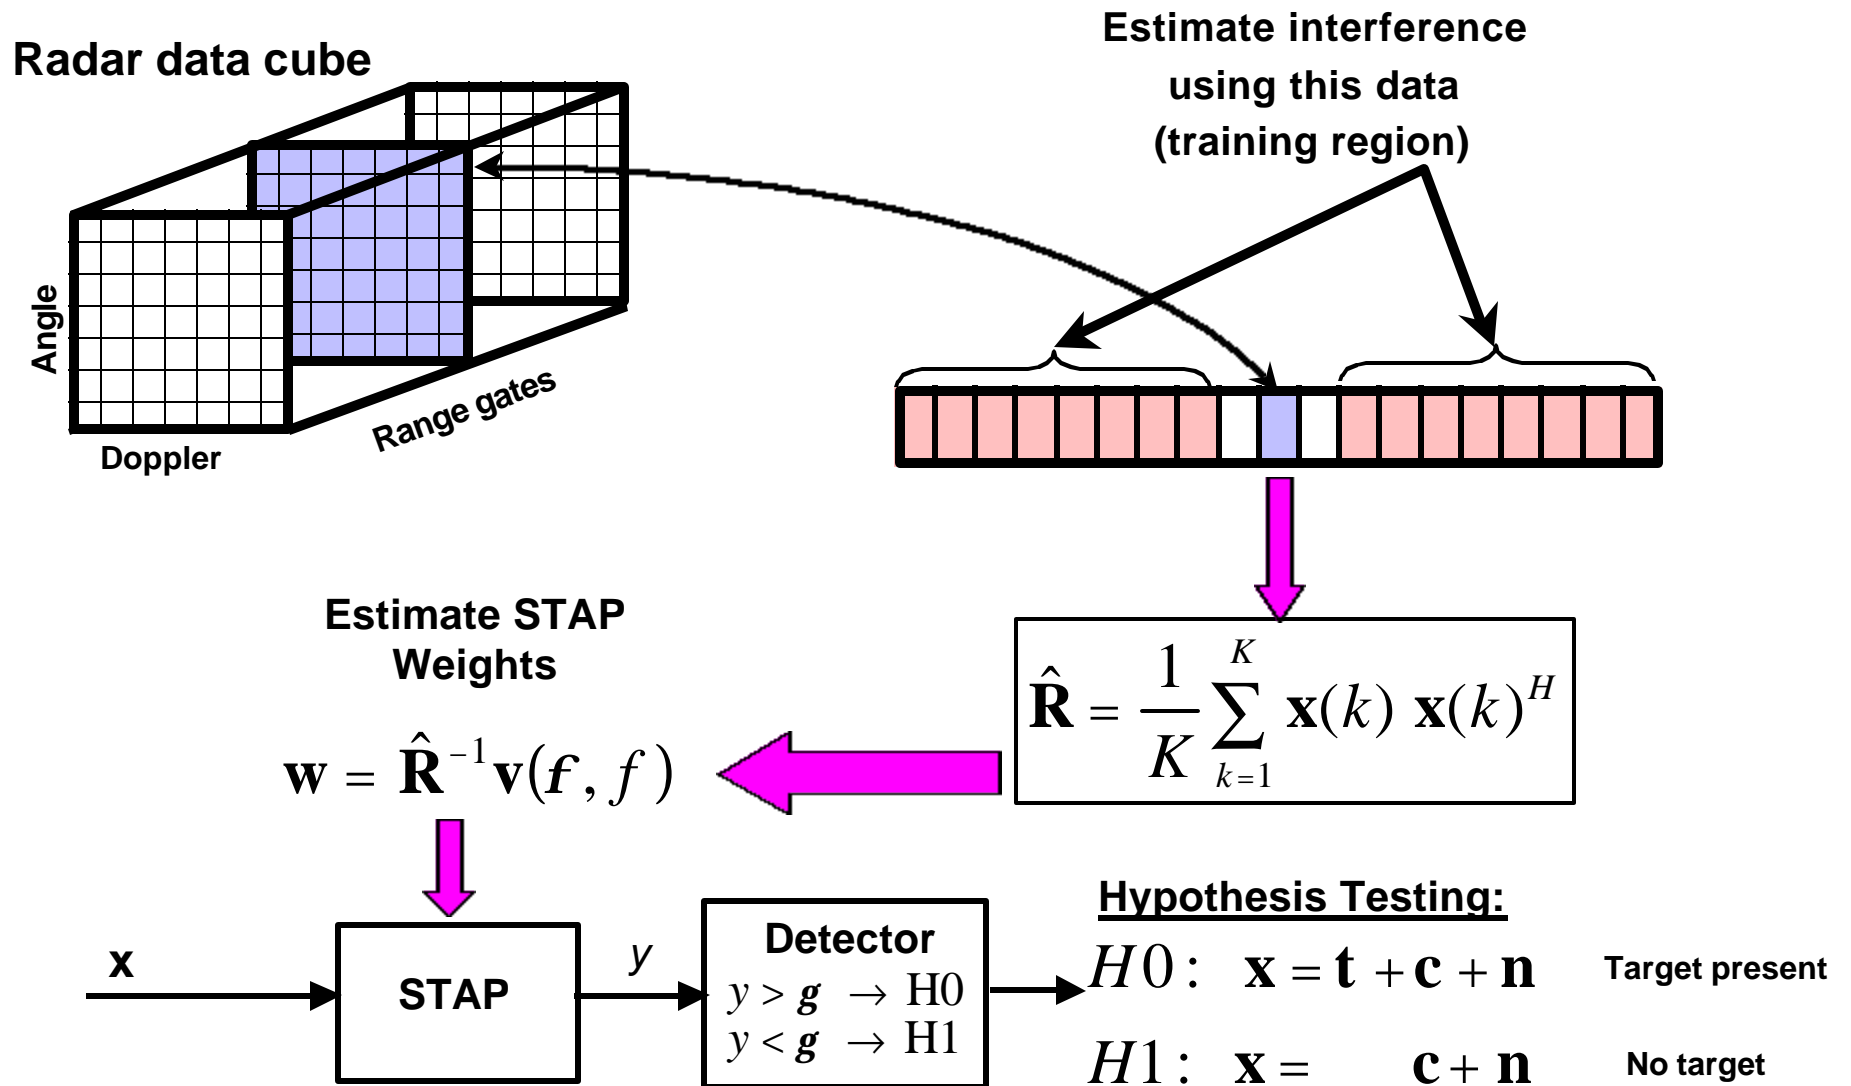 Radar data cube
Angle
Doppler
Range gates
Estimate interference
using this data
(training region)
R̂ = 1/K ∑_{k=1}^{K} x(k) x(k)^H
Estimate STAP
Weights
w = R̂^{-1} v(f, f)
x
STAP
y
Detector
y > g → H0
y < g → H1
Hypothesis Testing:
H0: x = t + c + n Target present
H1: x = c + n No target